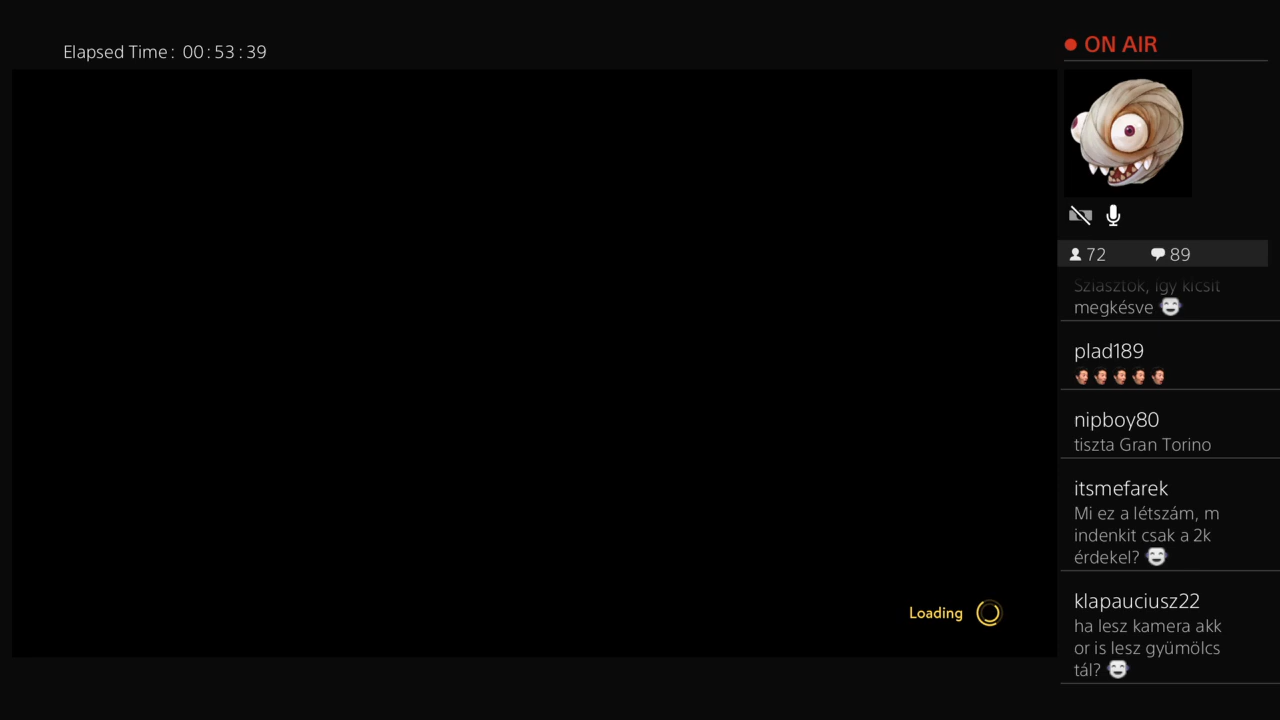 Elapsed Time: 00:53:39
ON AIR
72 89
Sziasztok, így kicsit
megkésve
plad189
nipboy80
tiszta Gran Torino
itsmefarek
Mi ez a létszám, m
indenkit csak a 2k
érdekel?
klapauciusz22
ha lesz kamera akk
or is lesz gyümölcs
tál?
Loading